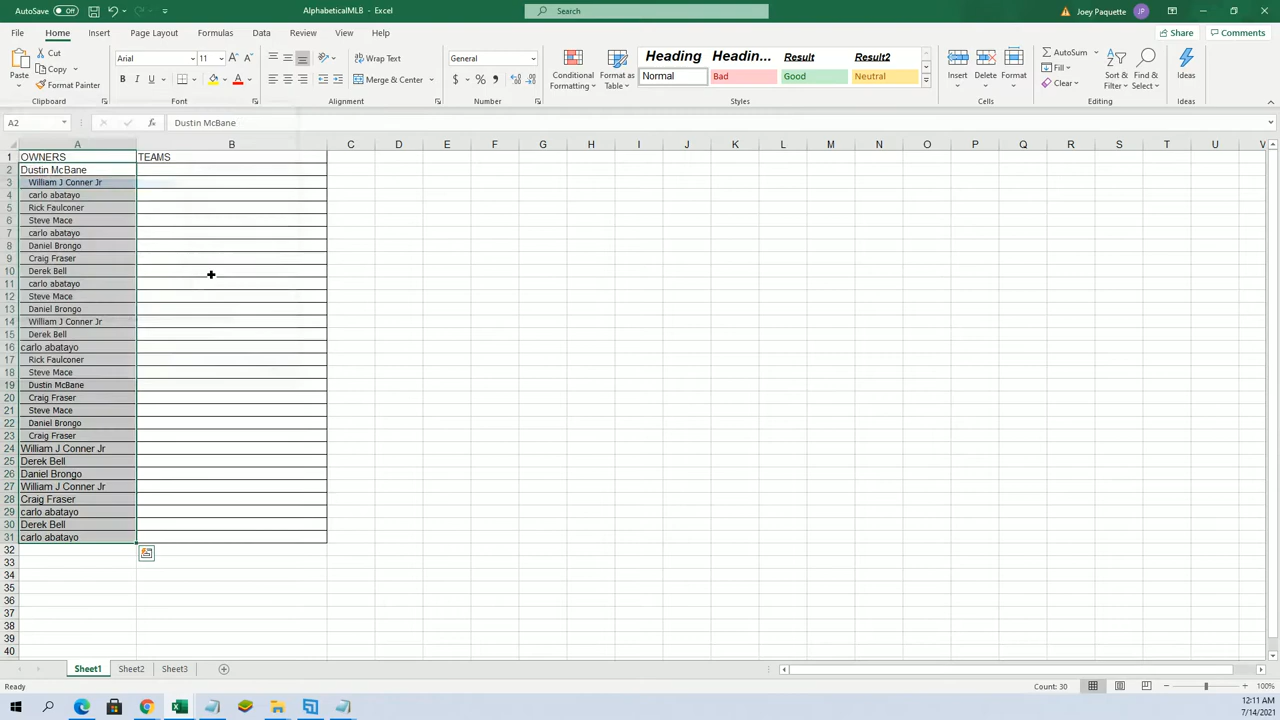 AutoSave Off AlphabeticalMLB - Excel Search Joey Paquette JP
File Home Insert Page Layout Formulas Data Review View Help Share Comments
Paste Cut Copy Format Painter Clipboard
Arial 11 B I U A Font
ab Wrap Text Merge & Center Alignment
General $ % , Number
Conditional Formatting Format as Table
Heading Headin... Result Result2
Normal Bad Good Neutral Styles
Insert Delete Format Cells
AutoSum Fill Clear Sort & Filter Find & Select Editing
Ideas Ideas
A2 fx Dustin McBane
A B C D E F G H I J K L M N O P Q R S T U V
1 OWNERS TEAMS
2 Dustin McBane
3 William J Conner Jr
4 carlo abatayo
5 Rick Faulconer
6 Steve Mace
7 carlo abatayo
8 Daniel Brongo
9 Craig Fraser
10 Derek Bell
11 carlo abatayo
12 Steve Mace
13 Daniel Brongo
14 William J Conner Jr
15 Derek Bell
16 carlo abatayo
17 Rick Faulconer
18 Steve Mace
19 Dustin McBane
20 Craig Fraser
21 Steve Mace
22 Daniel Brongo
23 Craig Fraser
24 William J Conner Jr
25 Derek Bell
26 Daniel Brongo
27 William J Conner Jr
28 Craig Fraser
29 carlo abatayo
30 Derek Bell
31 carlo abatayo
32
33
34
35
36
37
38
39
40
Sheet1 Sheet2 Sheet3
Ready Count: 30 100%
12:11 AM
7/14/2021